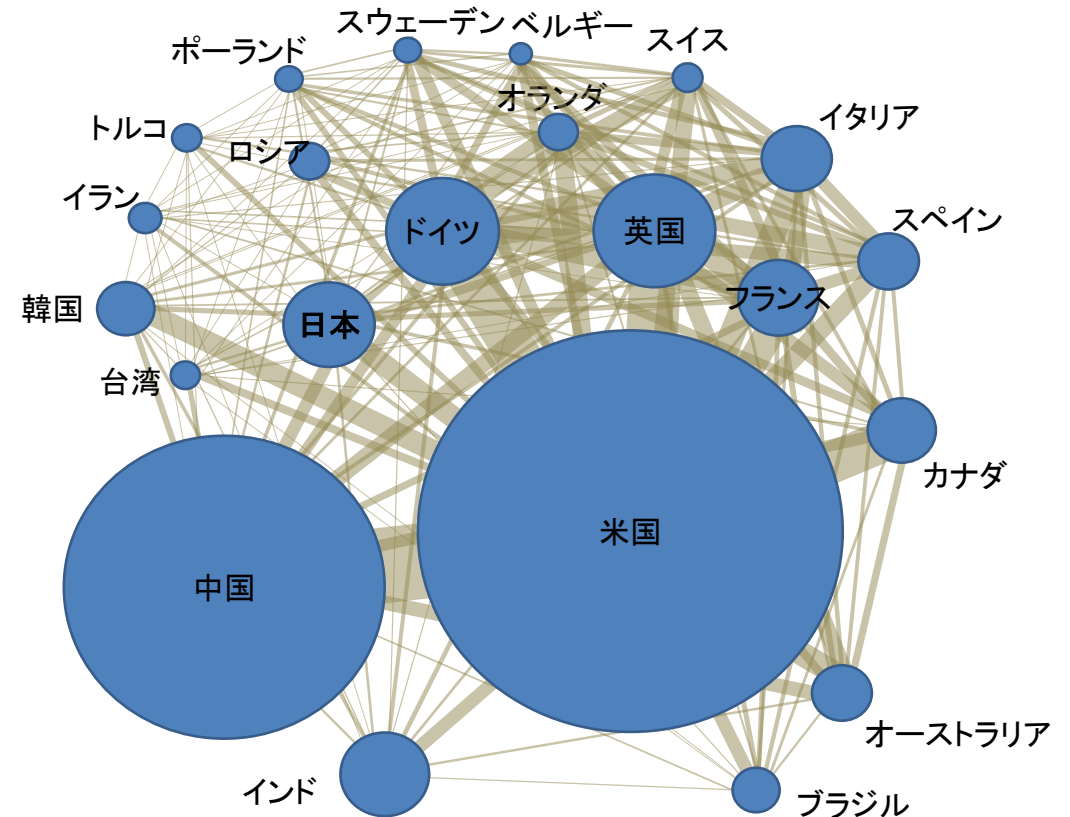 スウェーデン
ベルギー
スイス
ポーランド
オランダ
イタリア
トルコ
ロシア
イラン
ドイツ
英国
スペイン
韓国
日本
フランス
台湾
カナダ
米国
中国
オーストラリア
インド
ブラジル